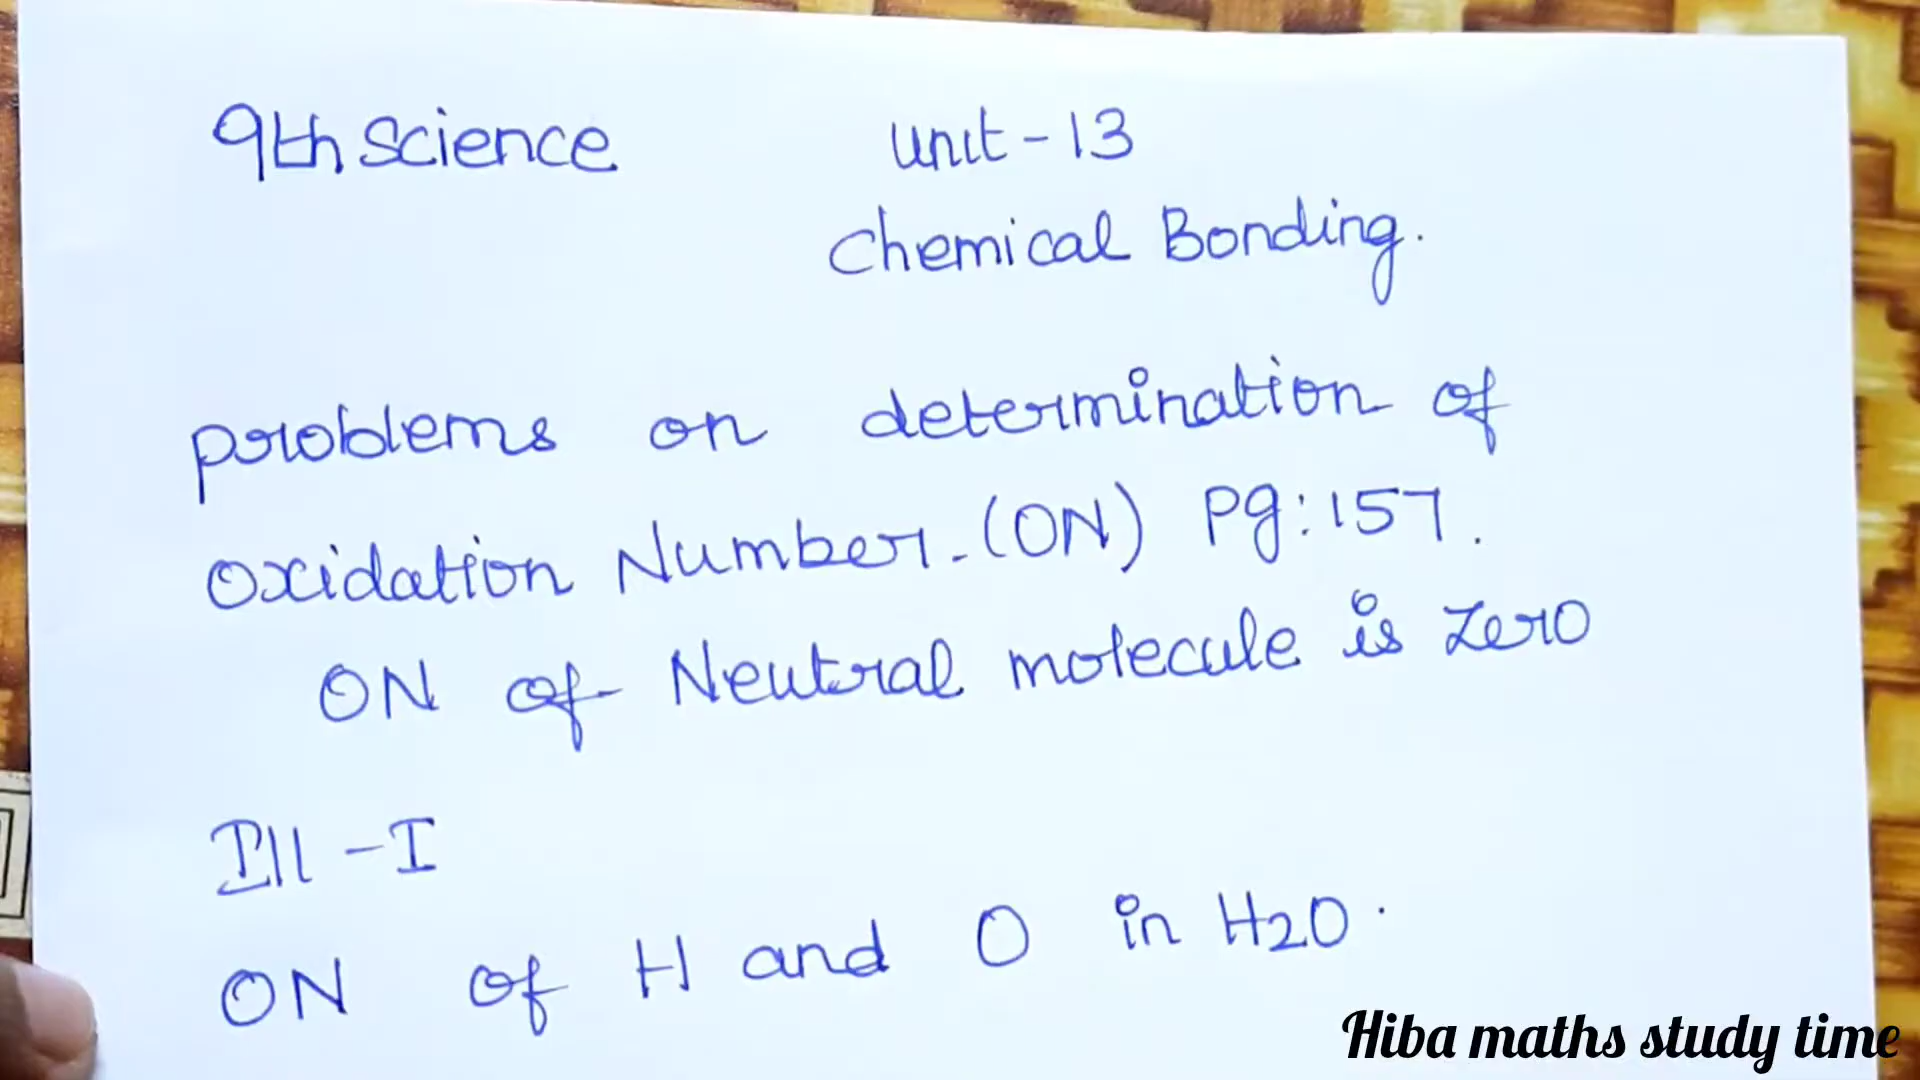 9th Science Unit - 13
Chemical Bonding.
problems on determination of
Oxidation Number. (ON) Pg: 157.
ON of Neutral molecule is Zero
Ill - I
ON of H and O in H2O.
Hiba maths study time